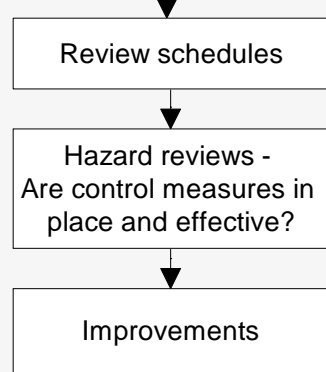 Review schedules
Hazard reviews -
Are control measures in
place and effective?
Improvements